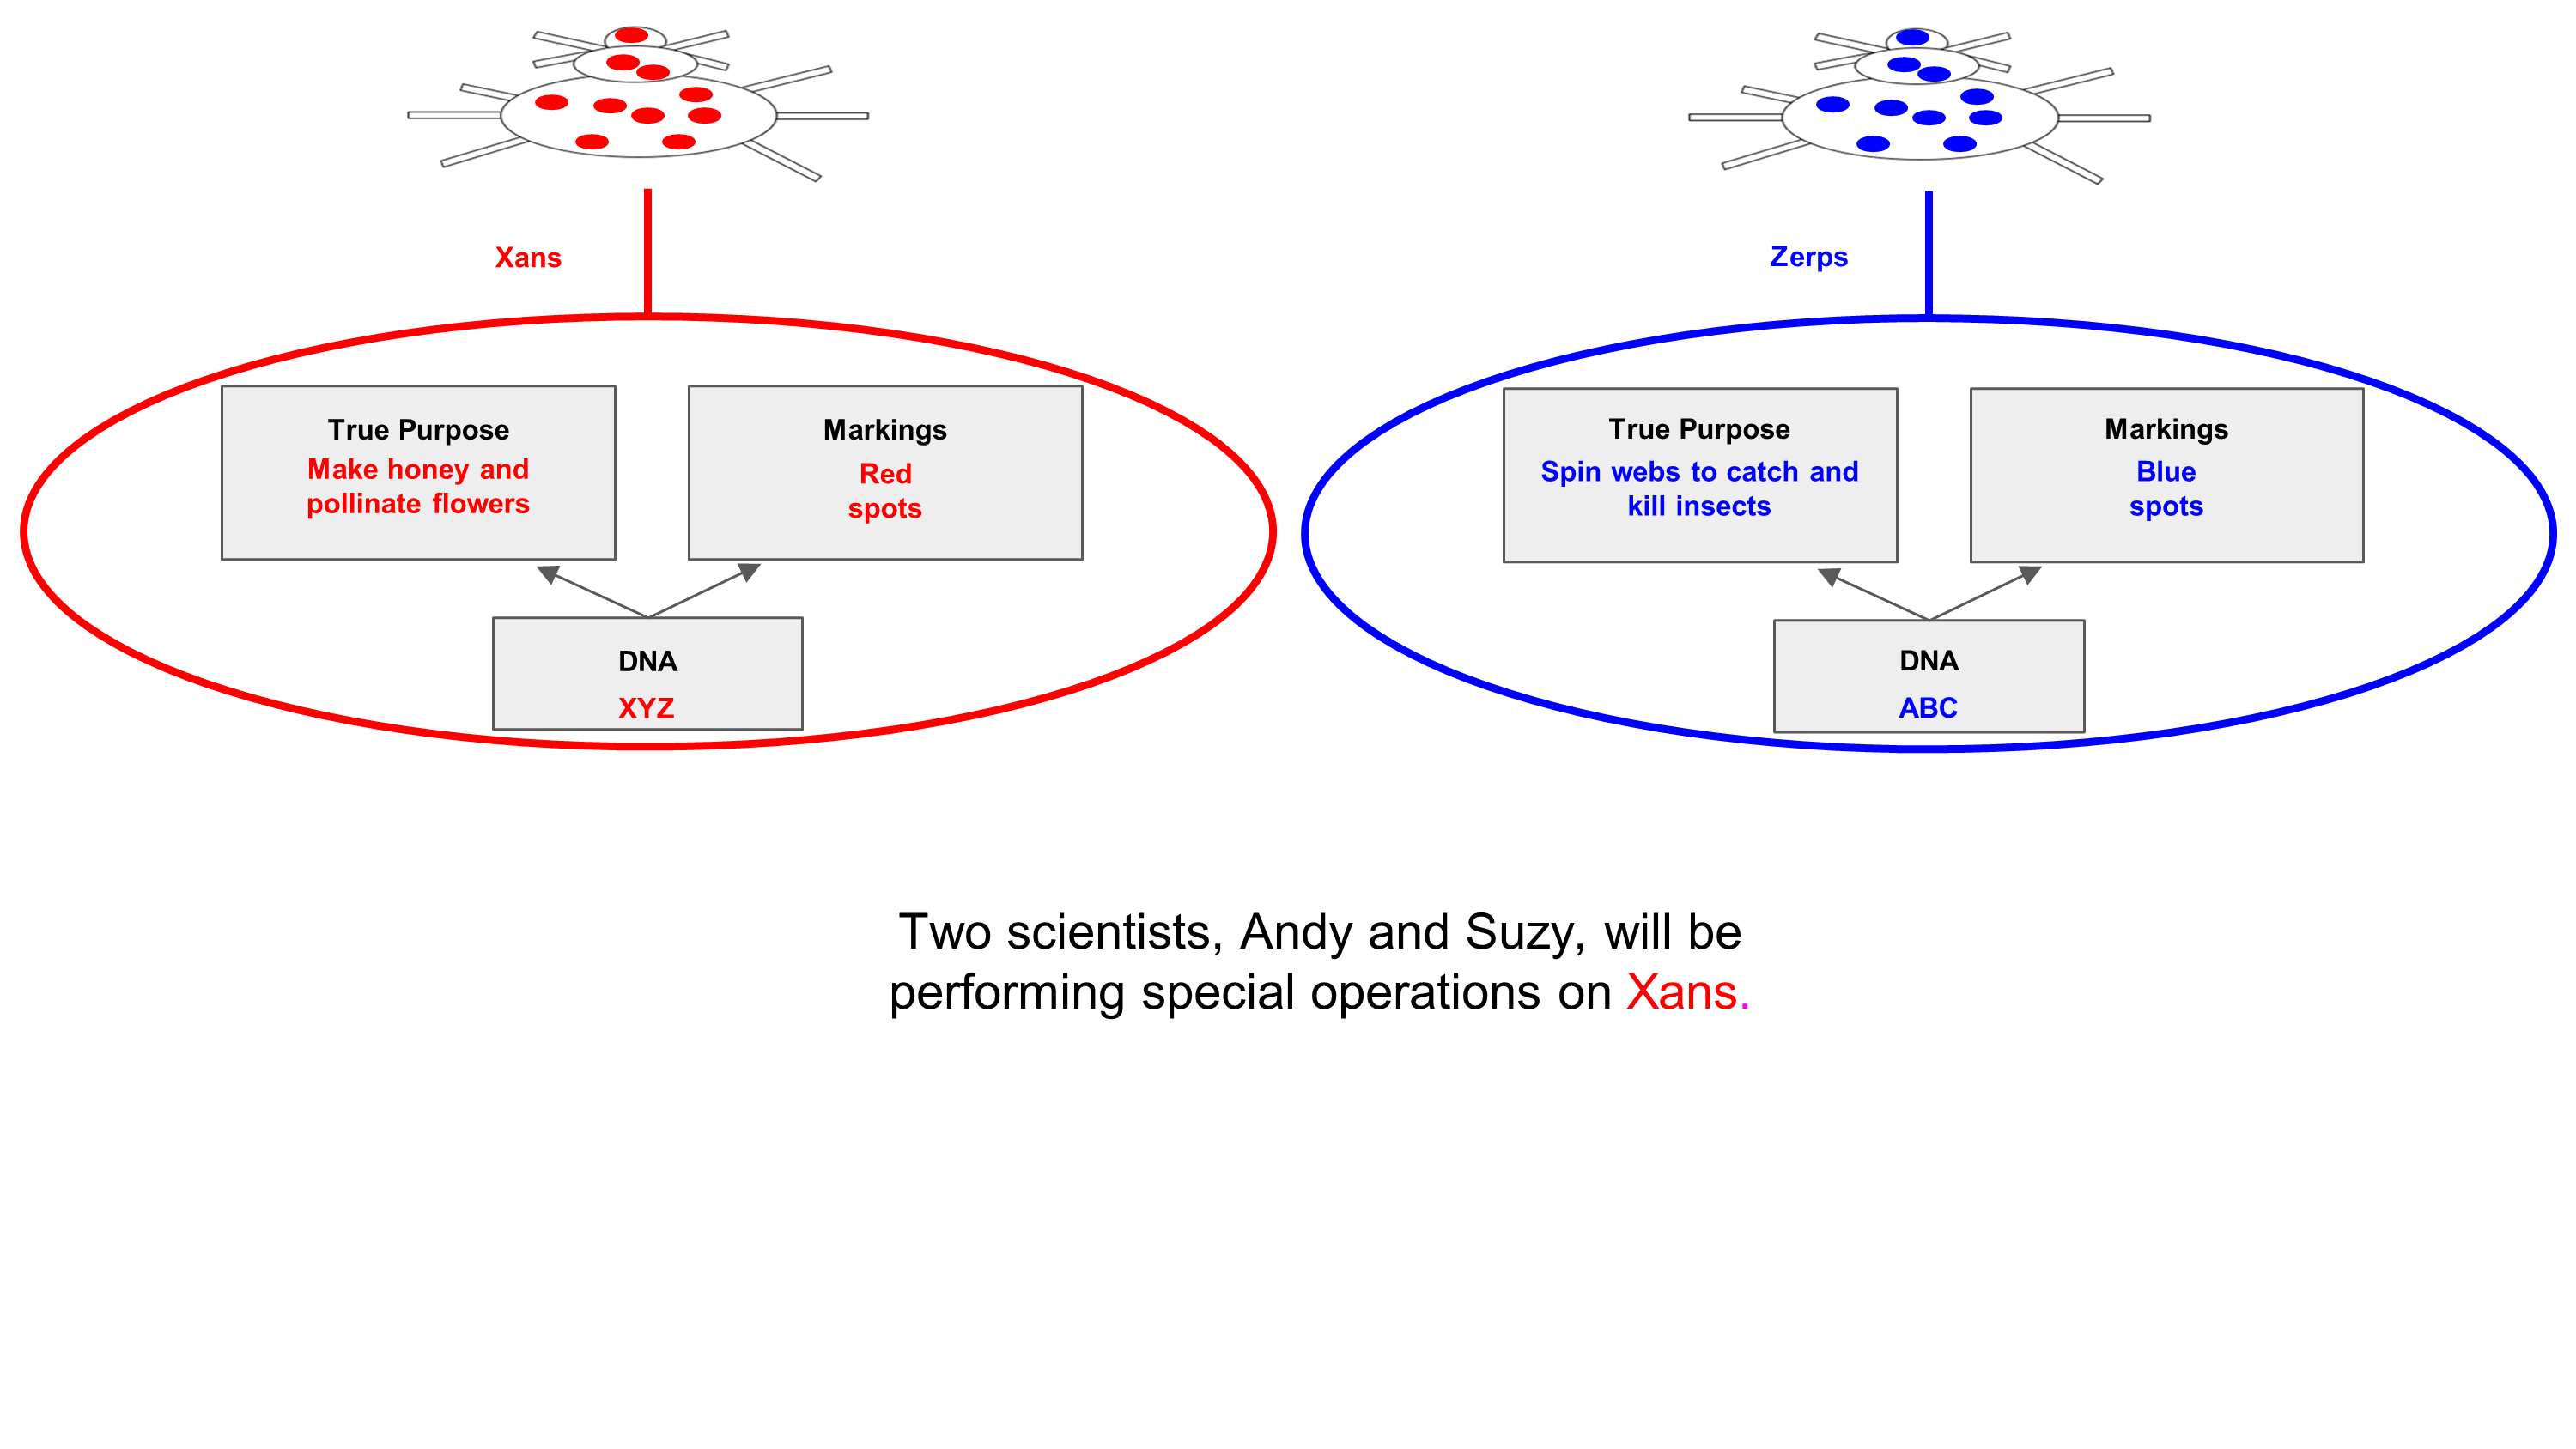 Xans
Zerps
True Purpose
Make honey and
pollinate flowers
Markings
Red
spots
DNA
XYZ
True Purpose
Spin webs to catch and
kill insects
Markings
Blue
spots
DNA
ABC
Two scientists, Andy and Suzy, will be
performing special operations on Xans.